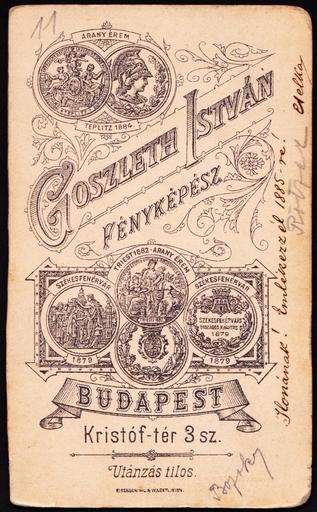 11
ARANY ÉREM
TEPLITZ 1884
GOSZLETH ISTVÁN
FÉNYKÉPÉSZ
TRIEST 1882 - ARANY ÉREM
SZÉKESFEHÉRVÁR
SZÉKESFEHÉRVÁR
1879
1879
BUDAPEST
Kristóf-tér 3 sz.
Utánzás tilos.
Ilonának! Emlékezzél 1885-re!
Etelka